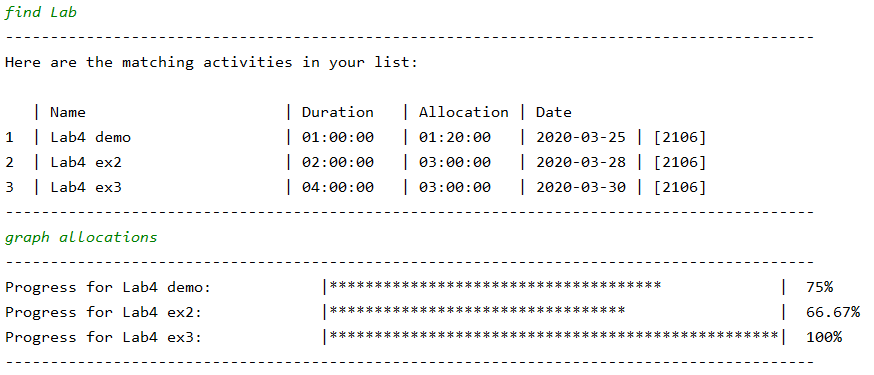 find Lab
------------------------------------------------------------------------------------------
Here are the matching activities in your list:
   | Name                      | Duration   | Allocation | Date
1  | Lab4 demo                 | 01:00:00   | 01:20:00   | 2020-03-25 | [2106]
2  | Lab4 ex2                  | 02:00:00   | 03:00:00   | 2020-03-28 | [2106]
3  | Lab4 ex3                  | 04:00:00   | 03:00:00   | 2020-03-30 | [2106]
------------------------------------------------------------------------------------------
graph allocations
------------------------------------------------------------------------------------------
Progress for Lab4 demo:            |*************************************             |  75%
Progress for Lab4 ex2:             |*********************************                 |  66.67%
Progress for Lab4 ex3:             |**************************************************|  100%
------------------------------------------------------------------------------------------